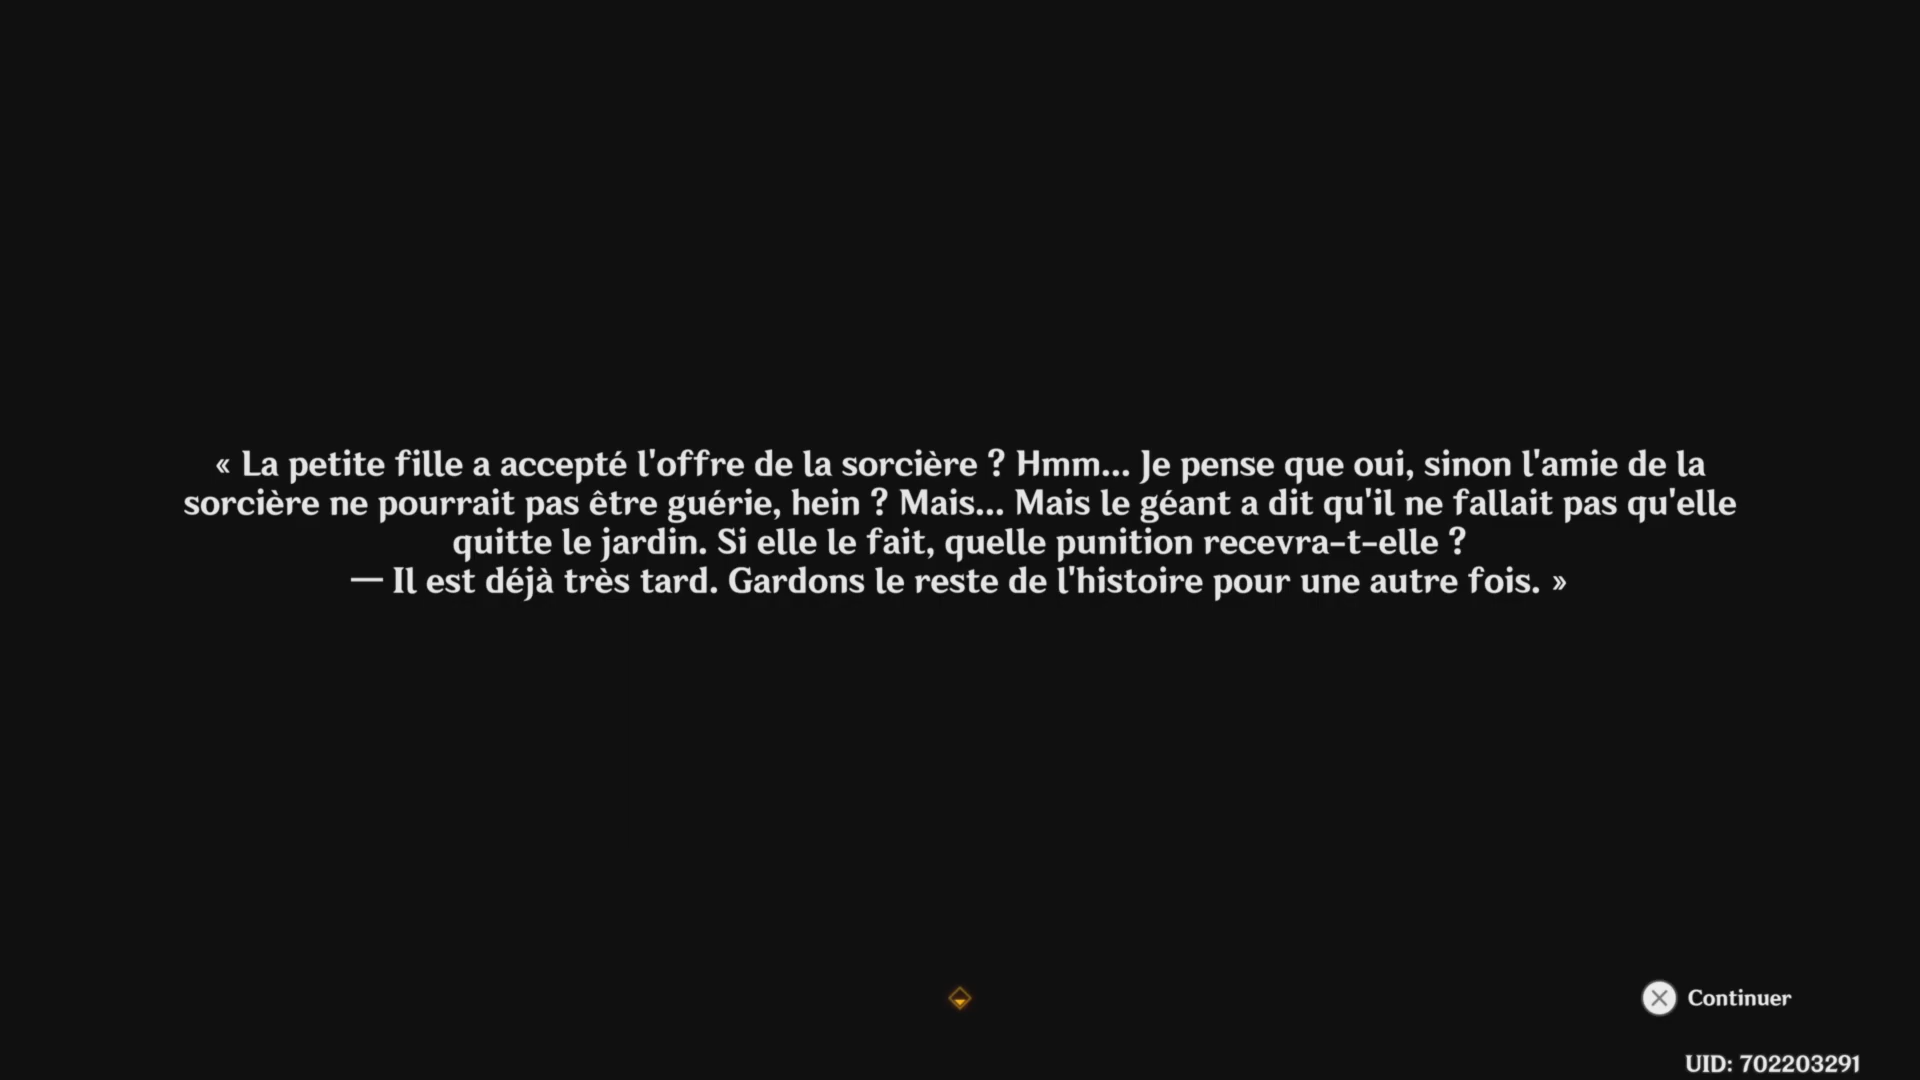 « La petite fille a accepté l'offre de la sorcière ? Hmm... Je pense que oui, sinon l'amie de la
sorcière ne pourrait pas être guérie, hein ? Mais... Mais le géant a dit qu'il ne fallait pas qu'elle
quitte le jardin. Si elle le fait, quelle punition recevra-t-elle ?
— Il est déjà très tard. Gardons le reste de l'histoire pour une autre fois. »
Continuer
UID: 702203291